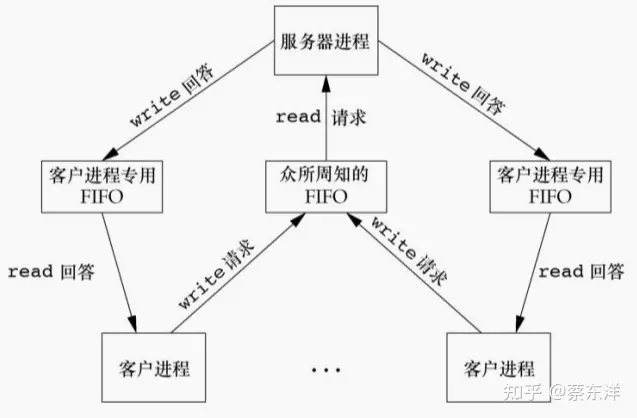 服务器进程
write 回答
write 回答
read 请求
客户进程专用
FIFO
众所周知的
FIFO
客户进程专用
FIFO
read 回答
write 请求
write 请求
read 回答
客户进程
...
客户进程
知乎 @蔡东洋